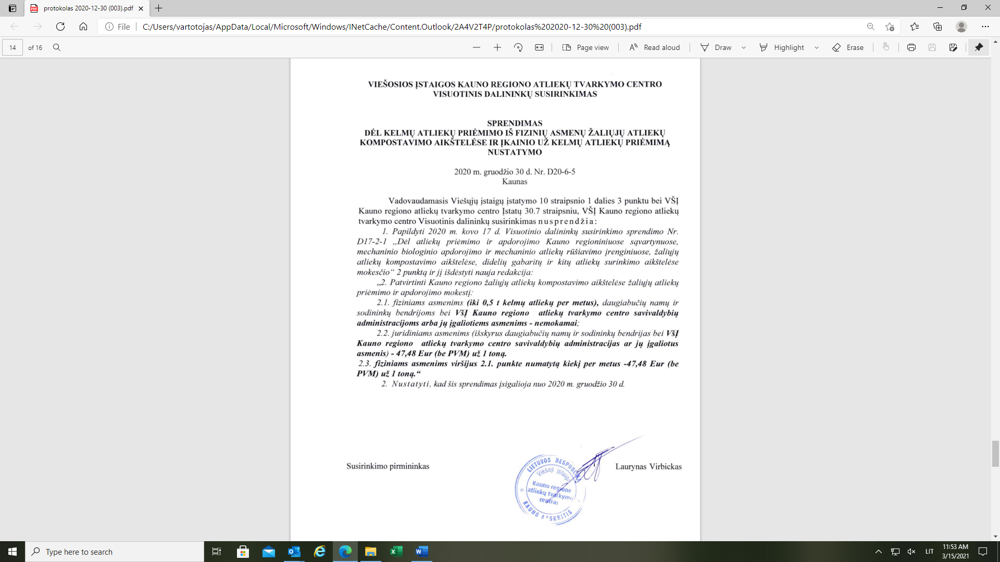 protokolas 2020-12-30 (003).pdf
File
C:/Users/vartotojas/AppData/Local/Microsoft/Windows/INetCache/Content.Outlook/2A4V2T4P/protokolas%202020-12-30%20(003).pdf
14 of 16
Page view
Read aloud
Draw
Highlight
Erase
VIEŠOSIOS ĮSTAIGOS KAUNO REGIONO ATLIEKŲ TVARKYMO CENTRO
VISUOTINIS DALININKŲ SUSIRINKIMAS
SPRENDIMAS
DĖL KELMŲ ATLIEKŲ PRIĖMIMO IŠ FIZINIŲ ASMENŲ ŽALIŲJŲ ATLIEKŲ
KOMPOSTAVIMO AIKŠTELĖSE IR ĮKAINIO UŽ KELMŲ ATLIEKŲ PRIĖMIMĄ
NUSTATYMO
2020 m. gruodžio 30 d. Nr. D20-6-5
Kaunas
Vadovaudamasis Viešųjų įstaigų įstatymo 10 straipsnio 1 dalies 3 punktu bei VŠĮ
Kauno regiono atliekų tvarkymo centro Įstatų 30.7 straipsniu, VŠĮ Kauno regiono atliekų
tvarkymo centro Visuotinis dalininkų susirinkimas nusprendžia:
1. Papildyti 2020 m. kovo 17 d. Visuotinio dalininkų susirinkimo sprendimo Nr.
D17-2-1 ,,Dėl atliekų priėmimo ir apdorojimo Kauno regioniniuose sąvartynuose,
mechaninio biologinio apdorojimo ir mechaninio atliekų rūšiavimo įrenginiuose, žaliųjų
atliekų kompostavimo aikštelėse, didelių gabaritų ir kitų atliekų surinkimo aikštelėse
mokesčio“ 2 punktą ir jį išdėstyti nauja redakcija:
„2. Patvirtinti Kauno regiono žaliųjų atliekų kompostavimo aikštelėse žaliųjų atliekų
priėmimo ir apdorojimo mokestį:
2.1. fiziniams asmenims (iki 0,5 t kelmų atliekų per metus), daugiabučių namų ir
sodininkų bendrijoms bei VšĮ Kauno regiono atliekų tvarkymo centro savivaldybių
administracijoms arba jų įgaliotiems asmenims - nemokamai;
2.2. juridiniams asmenims (išskyrus daugiabučių namų ir sodininkų bendrijas bei VšĮ
Kauno regiono atliekų tvarkymo centro savivaldybių administracijas ar jų įgaliotus
asmenis) - 47,48 Eur (be PVM) už 1 toną.
2.3. fiziniams asmenims viršijus 2.1. punkte numatytą kiekį per metus -47,48 Eur (be
PVM) už 1 toną.“
2. Nustatyti, kad šis sprendimas įsigalioja nuo 2020 m. gruodžio 30 d.
Susirinkimo pirmininkas
Laurynas Virbickas
LIETUVOS
Viešoji įstaiga
Kauno regiono
atliekų tvarkymo
centras
KAUNO APSKRITIS
Type here to search
LIT
11:53 AM
3/15/2021